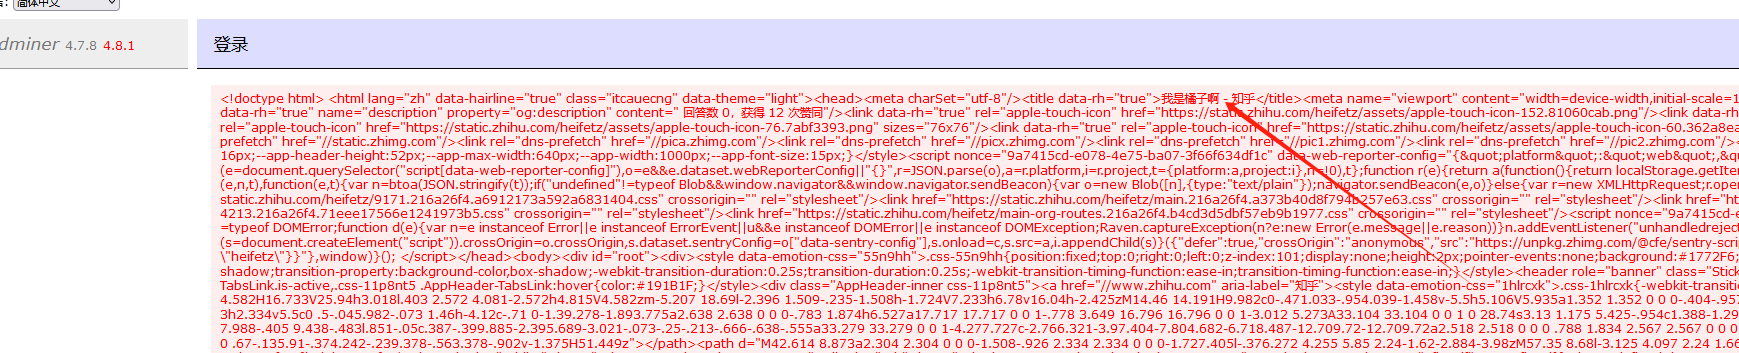 简体中文
dminer 4.7.8 4.8.1
登录
<!doctype html> <html lang="zh" data-hairline="true" class="itcauecng" data-theme="light"><head><meta charSet="utf-8"/><title data-rh="true">我是橘子啊 - 知乎</title><meta name="viewport" content="width=device-width,initial-scale=1
data-rh="true" name="description" property="og:description" content=" 回答数 0，获得 12 次赞同"/><link data-rh="true" rel="apple-touch-icon" href="https://static.zhihu.com/heifetz/assets/apple-touch-icon-152.81060cab.png"/><link data-rh="true"
rel="apple-touch-icon" href="https://static.zhihu.com/heifetz/assets/apple-touch-icon-76.7abf3393.png" sizes="76x76"/><link data-rh="true" rel="apple-touch-icon" href="https://static.zhihu.com/heifetz/assets/apple-touch-icon-60.362a8ea
prefetch" href="//static.zhimg.com"/><link rel="dns-prefetch" href="//pica.zhimg.com"/><link rel="dns-prefetch" href="//picx.zhimg.com"/><link rel="dns-prefetch" href="//pic1.zhimg.com"/><link rel="dns-prefetch" href="//pic2.zhimg.com"/><
16px;--app-header-height:52px;--app-max-width:640px;--app-width:1000px;--app-font-size:15px;}</style><script nonce="9a7415cd-e078-4e75-ba07-3f66f634df1c" data-web-reporter-config="{&quot;platform&quot;:&quot;web&quot;,&q
(e=document.querySelector("script[data-web-reporter-config]"),o=e&&e.dataset.webReporterConfig||"{}",r=JSON.parse(o),a=r.platform,i=r.project,t={platform:a,project:i},n=!0),t};function r(e){return a(function(){return localStorage.getIter
(e,n,t),function(e,t){var n=btoa(JSON.stringify(t));if("undefined"!=typeof Blob&&window.navigator&&window.navigator.sendBeacon){var o=new Blob([n],{type:"text/plain"});navigator.sendBeacon(e,o)}else{var r=new XMLHttpRequest;r.open
static.zhihu.com/heifetz/9171.216a26f4.a6912173a592a6831404.css" crossorigin="" rel="stylesheet"/><link href="https://static.zhihu.com/heifetz/main.216a26f4.a373b40d8f794b257e63.css" crossorigin="" rel="stylesheet"/><link href="https
4213.216a26f4.71eee17566e1241973b5.css" crossorigin="" rel="stylesheet"/><link href="https://static.zhihu.com/heifetz/main-org-routes.216a26f4.b4cd3d5dbf57eb9b1977.css" crossorigin="" rel="stylesheet"/><script nonce="9a7415cd-e
=typeof DOMError;function d(e){var n=e instanceof Error||e instanceof ErrorEvent||u&&e instanceof DOMError||e instanceof DOMException;Raven.captureException(n?e:new Error(e.message||e.reason))}n.addEventListener("unhandledreject
(s=document.createElement("script")).crossOrigin=o.crossOrigin,s.dataset.sentryConfig=o["data-sentry-config"],s.onload=c,s.src=a,i.appendChild(s)}({"defer":true,"crossOrigin":"anonymous","src":"https://unpkg.zhimg.com/@cfe/sentry-scrip
\"heifetz\"}}"},window)}(); </script></head><body><div id="root"><div><style data-emotion-css="55n9hh">.css-55n9hh{position:fixed;top:0;right:0;left:0;z-index:101;display:none;height:2px;pointer-events:none;background:#1772F6;
shadow;transition-property:background-color,box-shadow;-webkit-transition-duration:0.25s;transition-duration:0.25s;-webkit-transition-timing-function:ease-in;transition-timing-function:ease-in;}</style><header role="banner" class="Stick
TabsLink.is-active,.css-11p8nt5 .AppHeader-TabsLink:hover{color:#191B1F;}</style><div class="AppHeader-inner css-11p8nt5"><a href="//www.zhihu.com" aria-label="知乎"><style data-emotion-css="1hlrcxk">.css-1hlrcxk{-webkit-transit
4.582H16.733V25.94h3.018l.403 2.572 4.081-2.572h4.815V4.582zm-5.207 18.69l-2.396 1.509-.235-1.508h-1.724V7.233h6.78v16.04h-2.425zM14.46 14.191H9.982c0-.471.033-.954.039-1.458v-5.5h5.106V5.935a1.352 1.352 0 0 0-.404-.957
3h2.334v5.5c0 .5-.045.982-.073 1.46h-4.12c-.71 0-1.39.278-1.893.775a2.638 2.638 0 0 0-.783 1.874h6.527a17.717 17.717 0 0 1-.778 3.649 16.796 16.796 0 0 1-3.012 5.273A33.104 33.104 0 0 1 0 28.74s3.13 1.175 5.425-.954c1.388-1.29
7.988-.405 9.438-.483l.851-.05c.387-.399.885-2.395.689-3.021-.073-.25-.213-.666-.638-.555a33.279 33.279 0 0 1-4.277.727c-2.766.321-3.97.404-7.804.682-6.718.487-12.709.72-12.709.72a2.518 2.518 0 0 0 .788 1.834 2.567 2.567 0 0 0
0 .67-.135.91-.374.242-.239.378-.563.378-.902v-1.375H51.449z"></path><path d="M42.614 8.873a2.304 2.304 0 0 0-1.508-.926 2.334 2.334 0 0 0-1.727.405l-.376.272 4.255 5.85 2.24-1.62-2.884-3.98zM57.35 8.68l-3.125 4.097 2.24 1.66